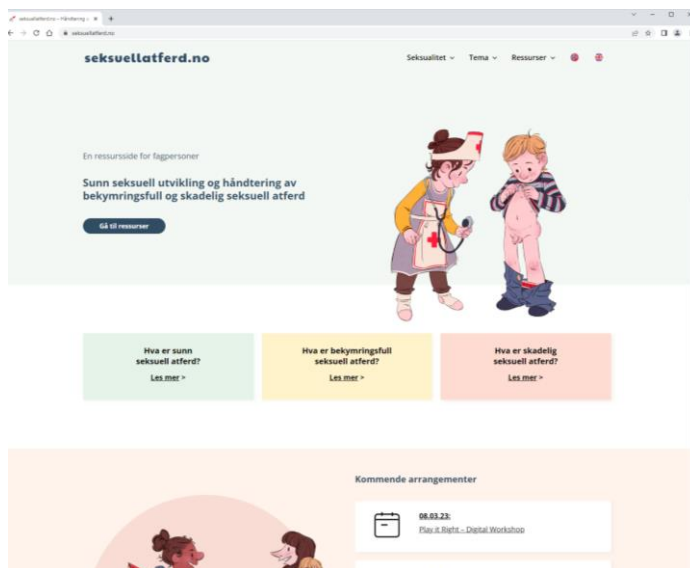 seksuellatferd.no
seksuellatferd.no
Seksualitet
Tema
Ressurser
En ressursside for fagpersoner
Sunn seksuell utvikling og håndtering av
bekymringsfull og skadelig seksuell atferd
Gå til ressurser
Hva er sunn
seksuell atferd?
Les mer >
Hva er bekymringsfull
seksuell atferd?
Les mer >
Hva er skadelig
seksuell atferd?
Les mer >
Kommende arrangementer
08.03.23:
Play it Right – Digital Workshop